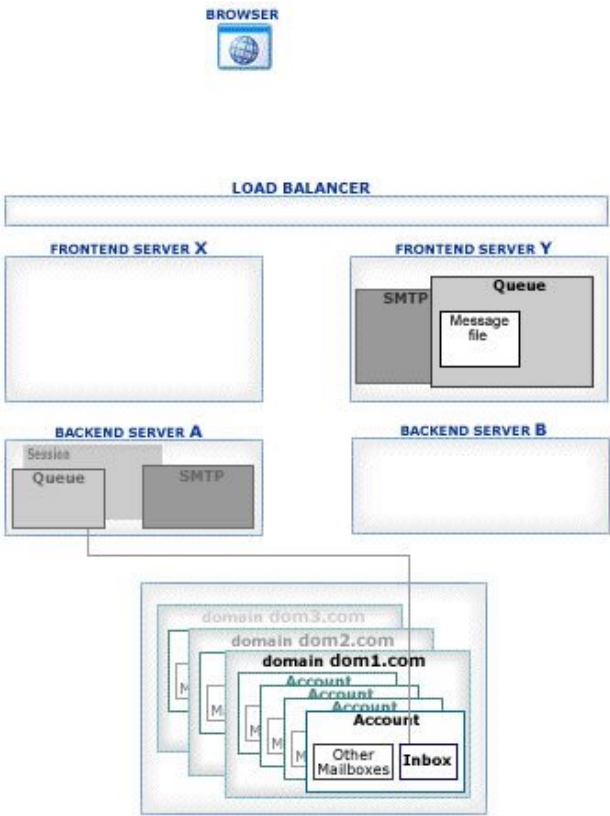 BROWSER
LOAD BALANCER
FRONTEND SERVER X
FRONTEND SERVER Y
Queue
SMTP
Message
file
BACKEND SERVER A
BACKEND SERVER B
Session
Queue
SMTP
domain dom3.com
domain dom2.com
domain dom1.com
Account
Account
Account
Account
M
M
M
M
M
Other
Mailboxes
Inbox